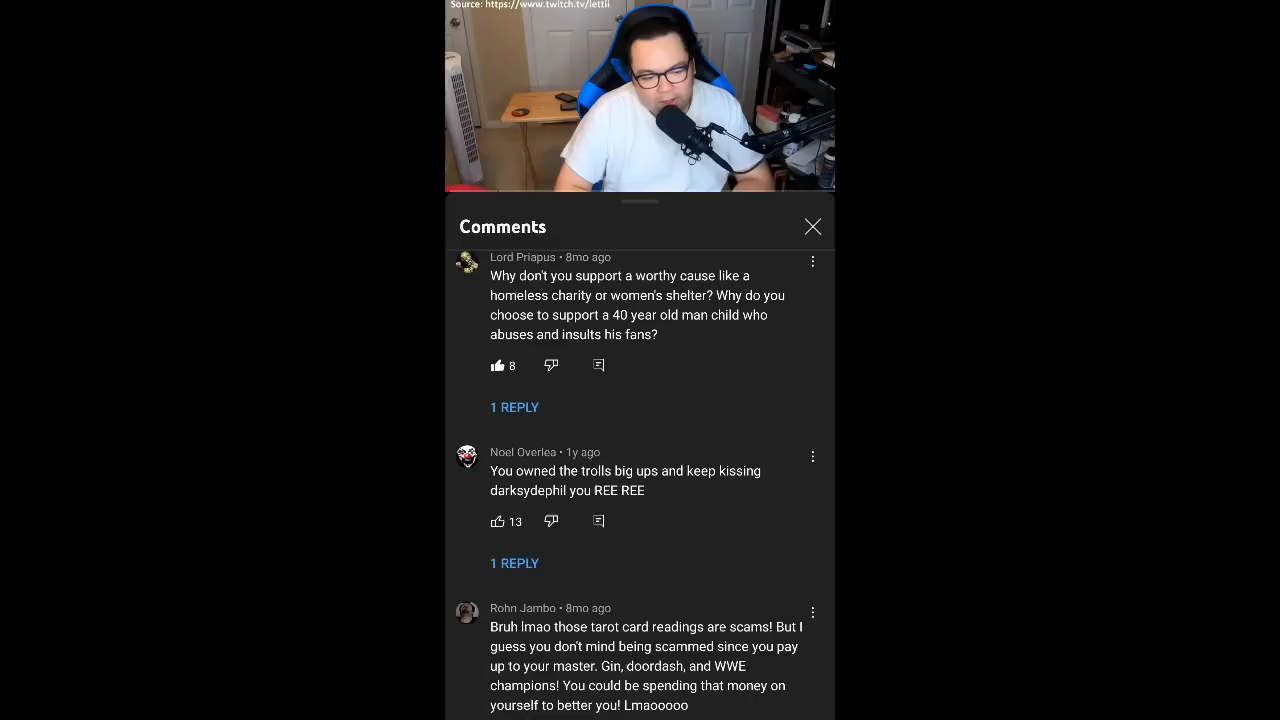 Source: https://www.twitch.tv/lettii
Comments
Lord Priapus • 8mo ago
Why don't you support a worthy cause like a
homeless charity or women's shelter? Why do you
choose to support a 40 year old man child who
abuses and insults his fans?
8
1 REPLY
Noel Overlea • 1y ago
You owned the trolls big ups and keep kissing
darksydephil you REE REE
13
1 REPLY
Rohn Jambo • 8mo ago
Bruh lmao those tarot card readings are scams! But I
guess you don't mind being scammed since you pay
up to your master. Gin, doordash, and WWE
champions! You could be spending that money on
yourself to better you! Lmaooooo